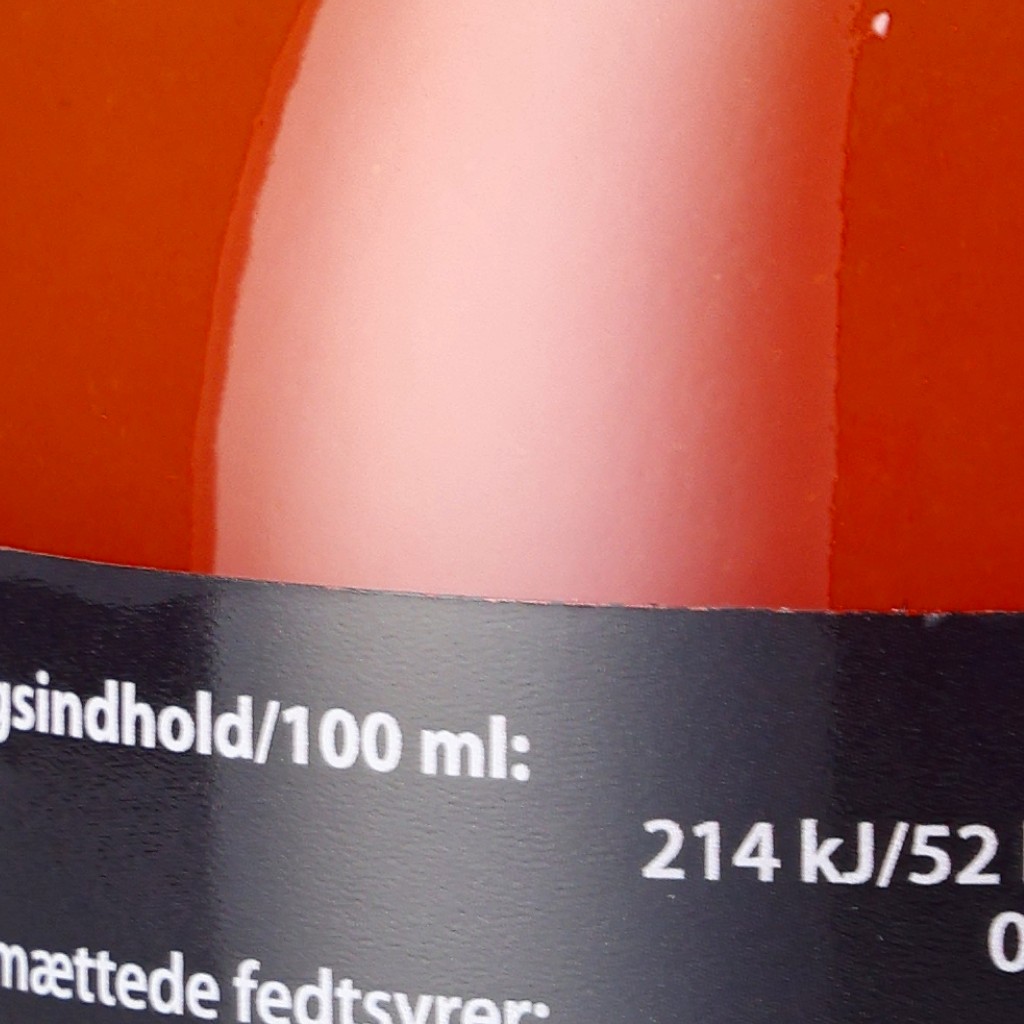 gsindhold/100 ml:
214 kJ/52
0
mættede fedtsyrer: